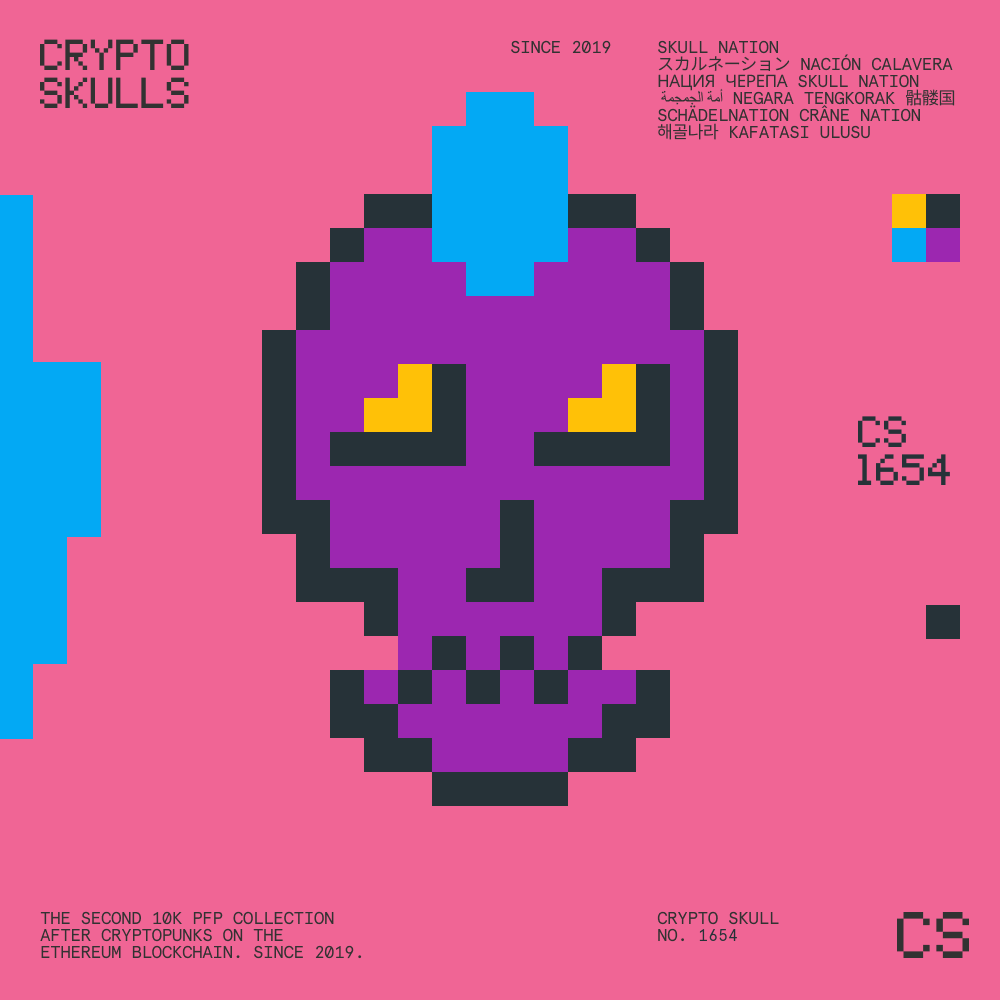 CRYPTO
SKULLS
SINCE 2019
SKULL NATION
スカルネーション NACIÓN CALAVERA
НАЦИЯ ЧЕРЕПА SKULL NATION
أمة الجمجمة NEGARA TENGKORAK 骷髅国
SCHÄDELNATION CRÂNE NATION
해골나라 KAFATASI ULUSU
CS
1654
THE SECOND 10K PFP COLLECTION
AFTER CRYPTOPUNKS ON THE
ETHEREUM BLOCKCHAIN. SINCE 2019.
CRYPTO SKULL
NO. 1654
CS